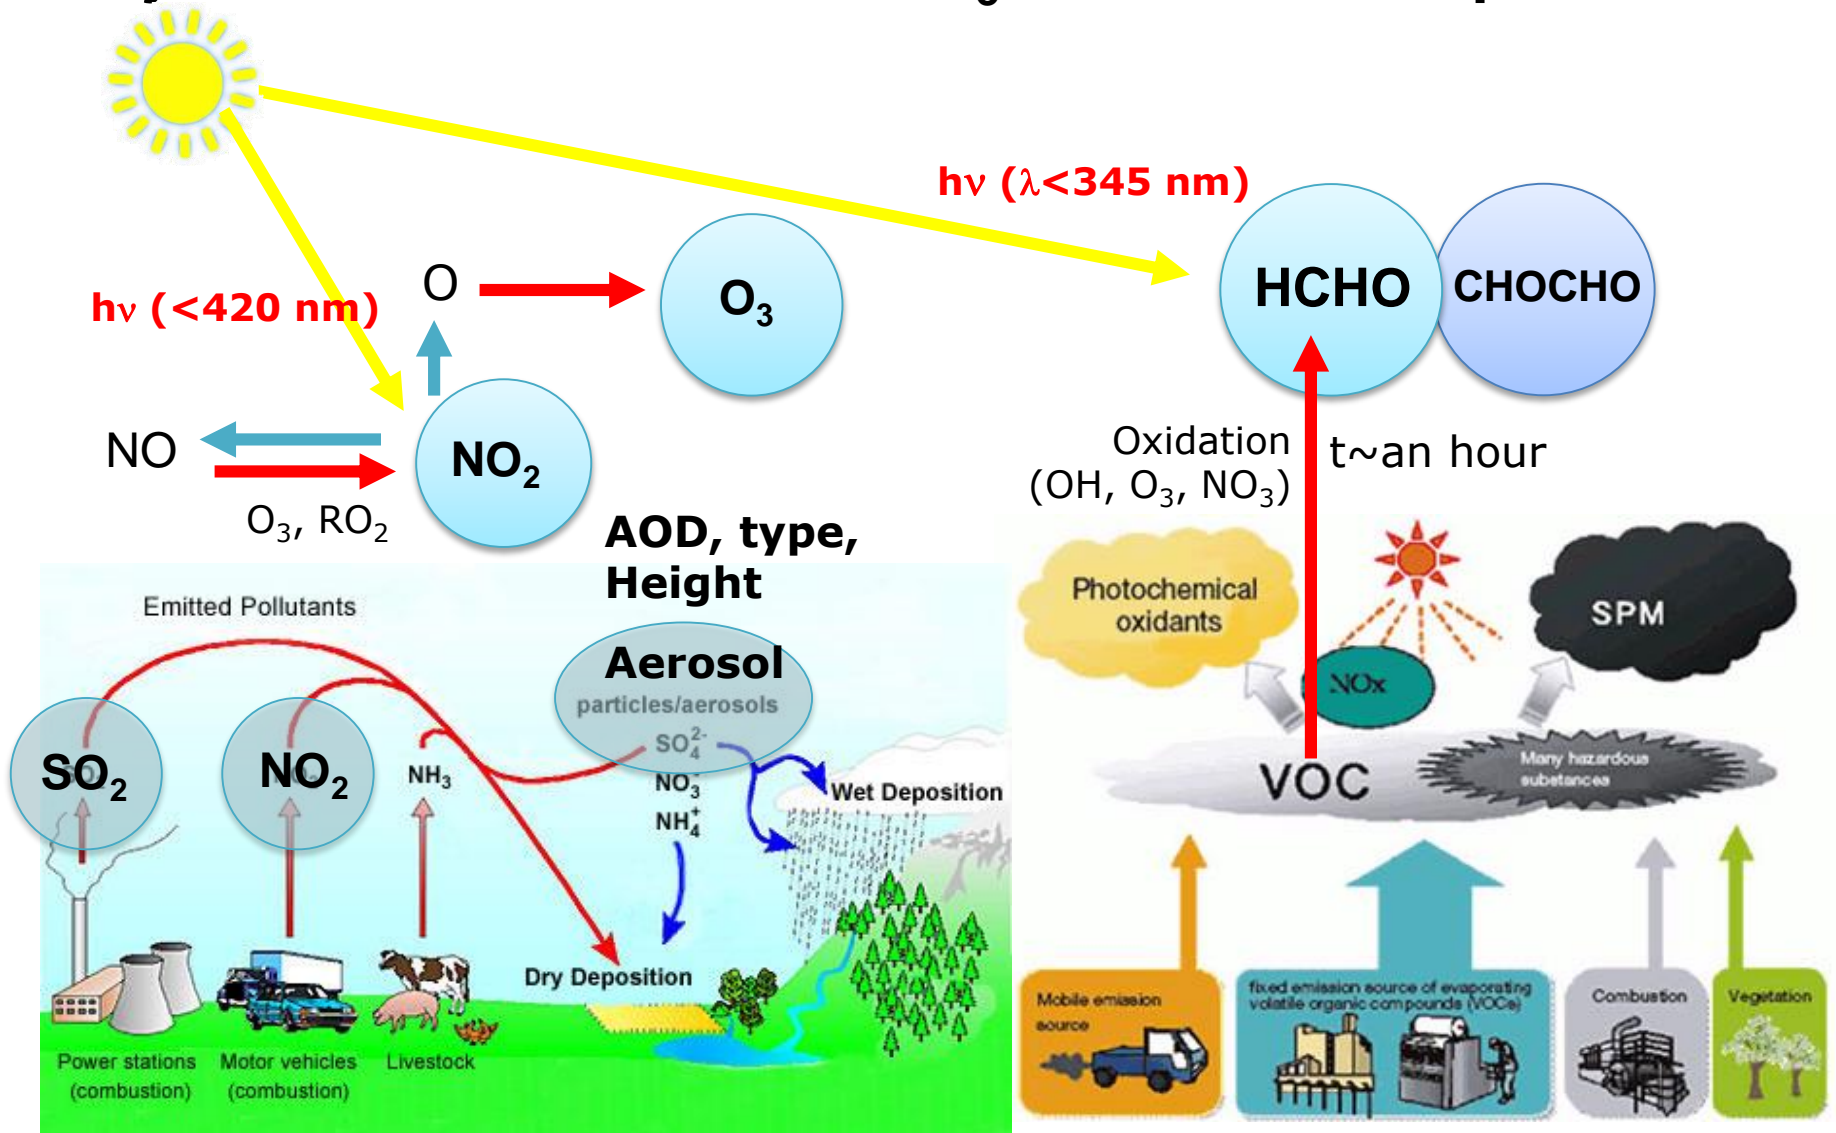 hν (λ<345 nm)
O
O₃
HCHO
CHOCHO
hν (<420 nm)
NO
NO₂
O₃, RO₂
Oxidation
(OH, O₃, NO₃)
t~an hour
AOD, type,
Height
Emitted Pollutants
Aerosol
particles/aerosols
SO₄²⁻
NO₃⁻
NH₄⁺
SO₂
NO₂
NH₃
Wet Deposition
Dry Deposition
Power stations
(combustion)
Motor vehicles
(combustion)
Livestock
Photochemical
oxidants
SPM
NOx
VOC
Many hazardous
substances
Mobile emission
source
fixed emission source of evaporating
volatile organic compounds (VOCs)
Combustion
Vegetation